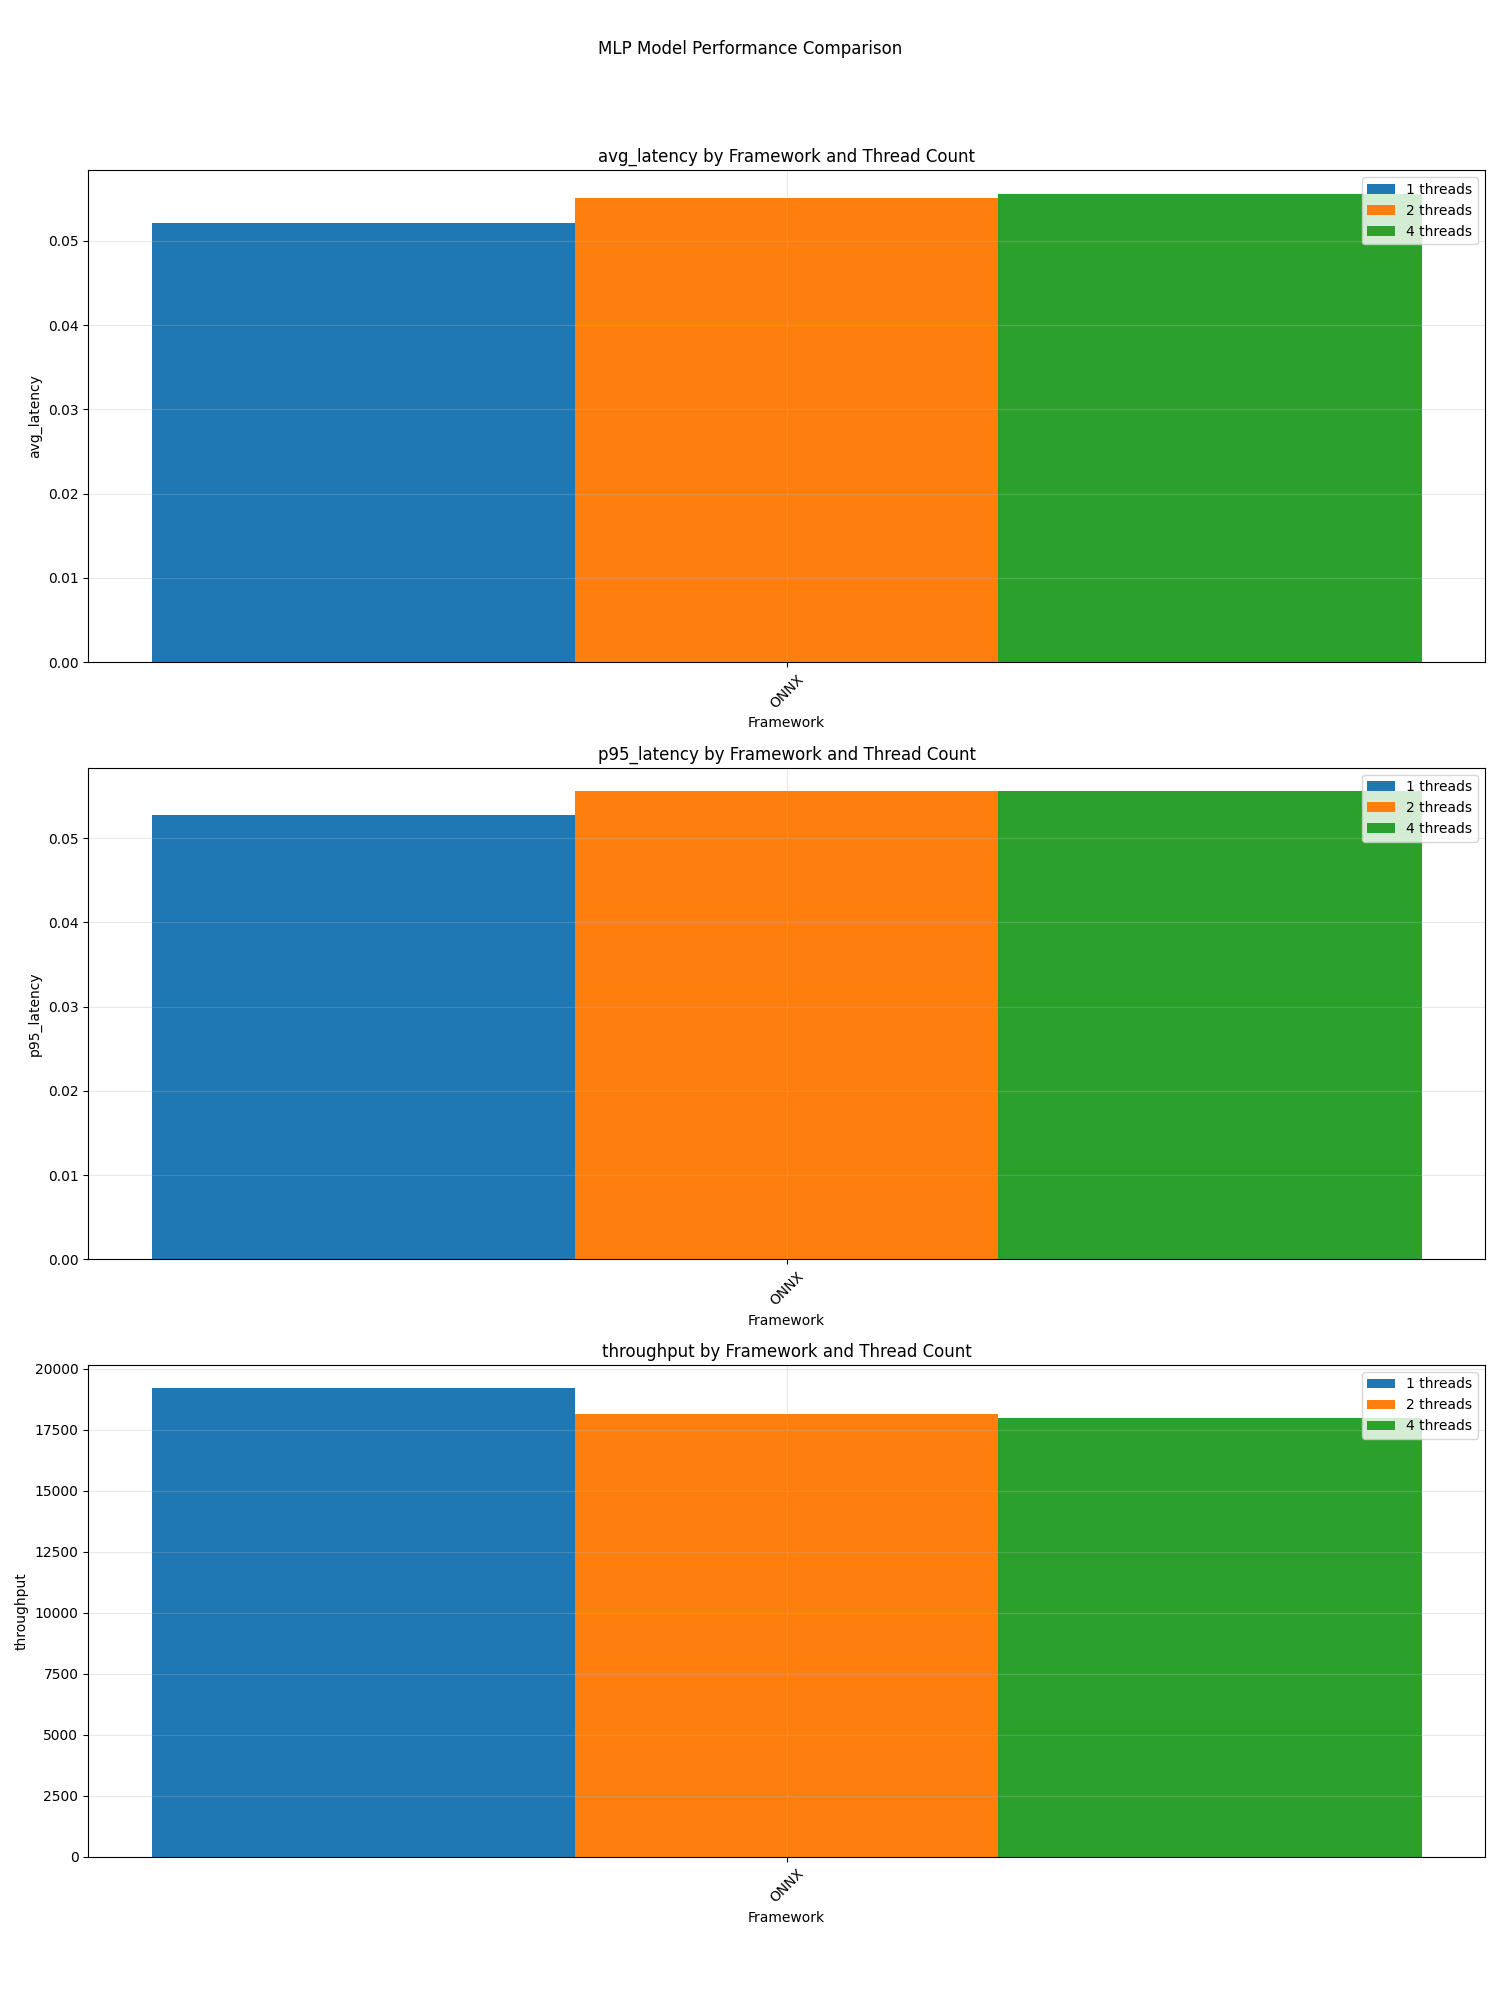 MLP Model Performance Comparison
avg_latency by Framework and Thread Count
1 threads
2 threads
4 threads
0.05
0.04
0.03
0.02
0.01
0.00
avg_latency
ONNX
Framework
p95_latency by Framework and Thread Count
1 threads
2 threads
4 threads
0.05
0.04
0.03
0.02
0.01
0.00
p95_latency
ONNX
Framework
throughput by Framework and Thread Count
1 threads
2 threads
4 threads
20000
17500
15000
12500
10000
7500
5000
2500
0
throughput
ONNX
Framework